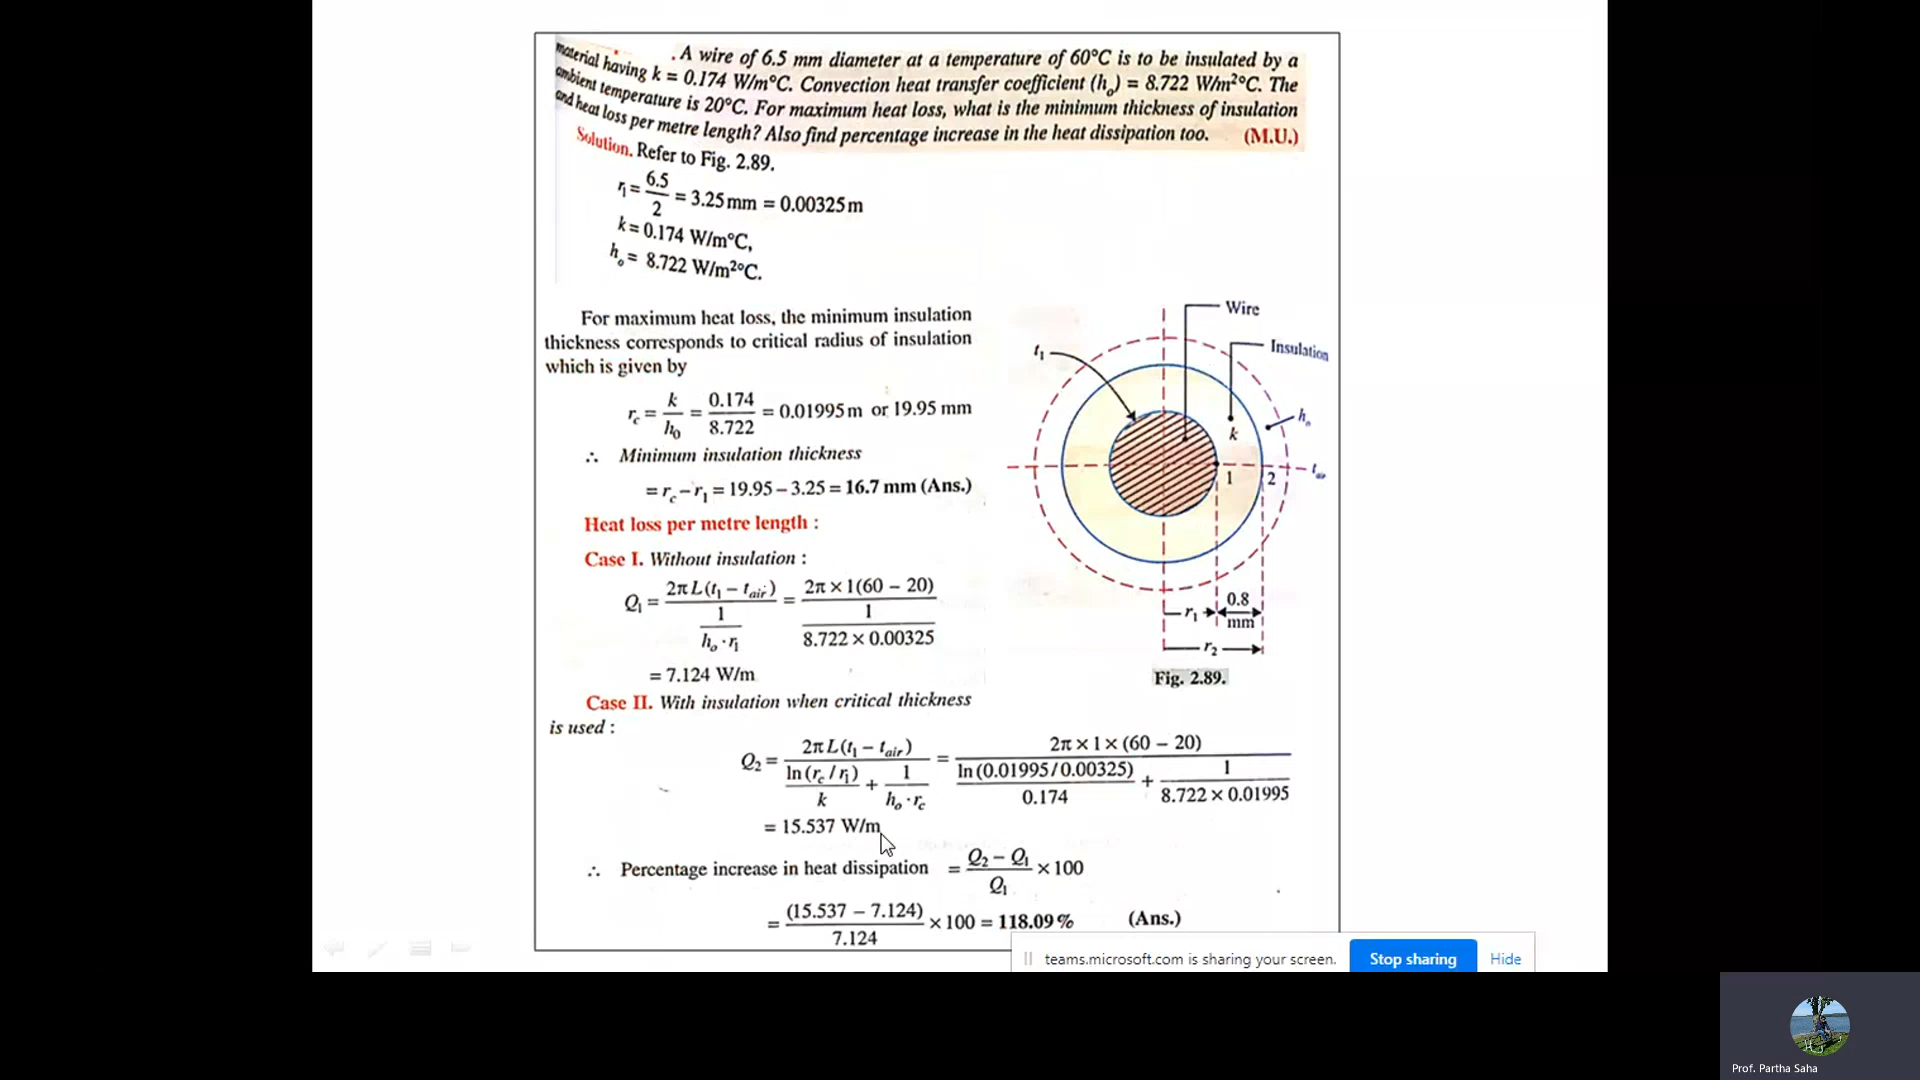 . A wire of 6.5 mm diameter at a temperature of 60°C is to be insulated by a
material having k = 0.174 W/m°C. Convection heat transfer coefficient (hₒ) = 8.722 W/m²°C. The
ambient temperature is 20°C. For maximum heat loss, what is the minimum thickness of insulation
and heat loss per metre length? Also find percentage increase in the heat dissipation too. (M.U.)
Solution. Refer to Fig. 2.89.
r₁ = 6.5/2 = 3.25 mm = 0.00325 m
k = 0.174 W/m°C,
hₒ = 8.722 W/m²°C.
For maximum heat loss, the minimum insulation
thickness corresponds to critical radius of insulation
which is given by
r_c = k/h₀ = 0.174/8.722 = 0.01995 m or 19.95 mm
∴ Minimum insulation thickness
= r_c – r₁ = 19.95 – 3.25 = 16.7 mm (Ans.)
Heat loss per metre length :
Case I. Without insulation :
Q₁ = 2π L (t₁ – t_air) / (1/(hₒ · r₁)) = 2π × 1(60 – 20) / (1/(8.722 × 0.00325))
= 7.124 W/m
Case II. With insulation when critical thickness
is used :
Q₂ = 2π L (t₁ – t_air) / (ln (r_c / r₁)/k + 1/(hₒ · r_c)) = 2π × 1 × (60 – 20) / (ln (0.01995/0.00325)/0.174 + 1/(8.722 × 0.01995))
= 15.537 W/m
∴ Percentage increase in heat dissipation = (Q₂ – Q₁)/Q₁ × 100
= (15.537 – 7.124)/7.124 × 100 = 118.09% (Ans.)
Wire
Insulation
t₁
hₒ
k
t_air
1
2
r₁
0.8
mm
r₂
Fig. 2.89.
teams.microsoft.com is sharing your screen.
Stop sharing
Hide
Prof. Partha Saha